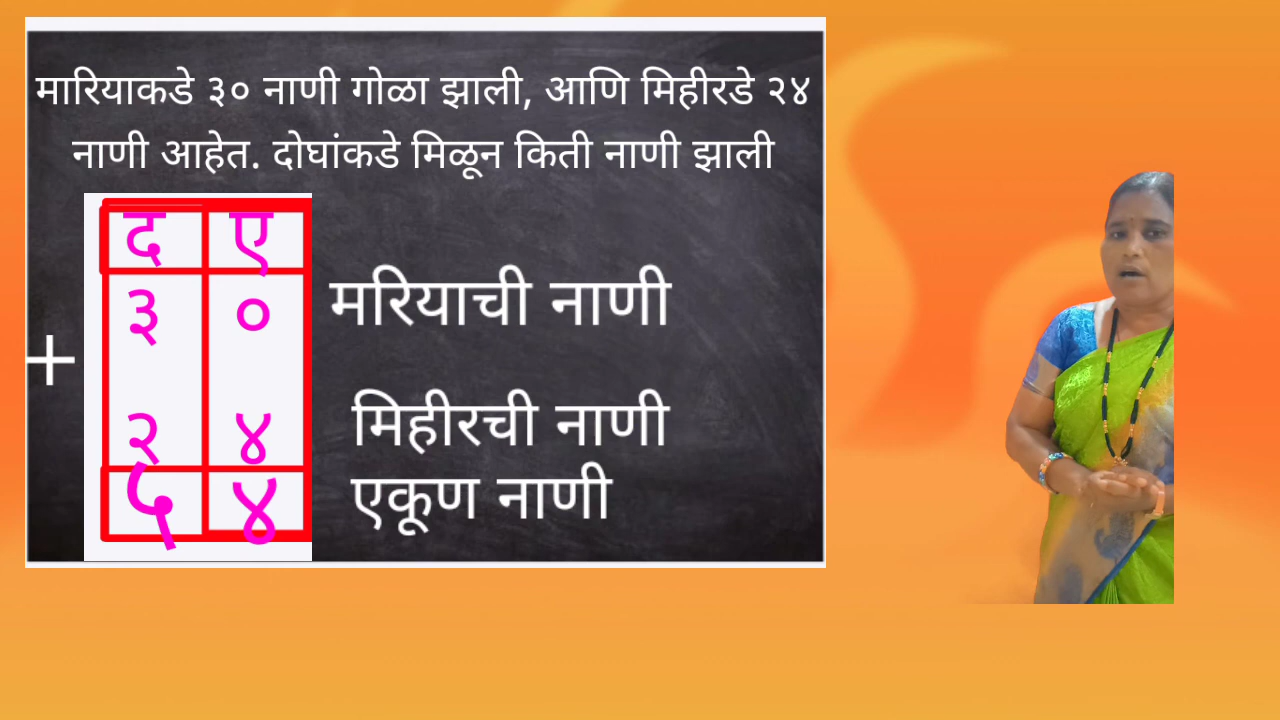 मारियाकडे ३० नाणी गोळा झाली, आणि मिहीरडे २४
नाणी आहेत. दोघांकडे मिळून किती नाणी झाली
द ए
३ ० मरियाची नाणी
+
२ ४ मिहीरची नाणी
५ ४ एकूण नाणी